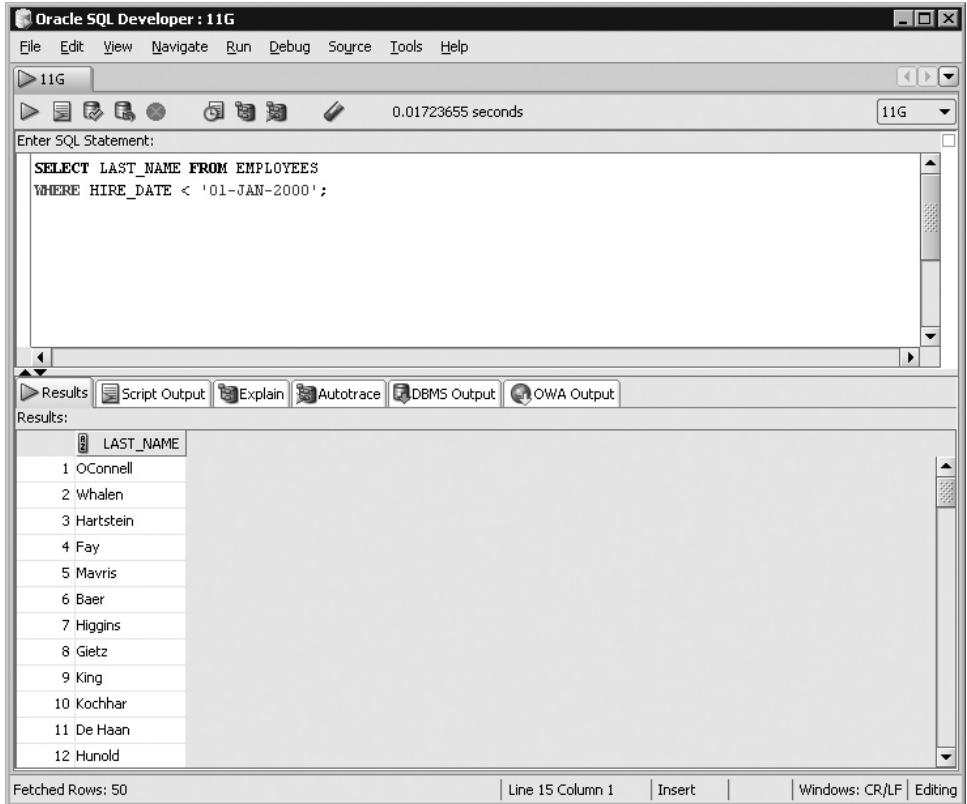 Oracle SQL Developer : 11G
File Edit View Navigate Run Debug Source Tools Help
11G
0.01723655 seconds
11G
Enter SQL Statement:
SELECT LAST_NAME FROM EMPLOYEES
WHERE HIRE_DATE < '01-JAN-2000';
Results Script Output Explain Autotrace DBMS Output OWA Output
Results:
LAST_NAME
1 OConnell
2 Whalen
3 Hartstein
4 Fay
5 Mavris
6 Baer
7 Higgins
8 Gietz
9 King
10 Kochhar
11 De Haan
12 Hunold
Fetched Rows: 50 Line 15 Column 1 Insert Windows: CR/LF Editing